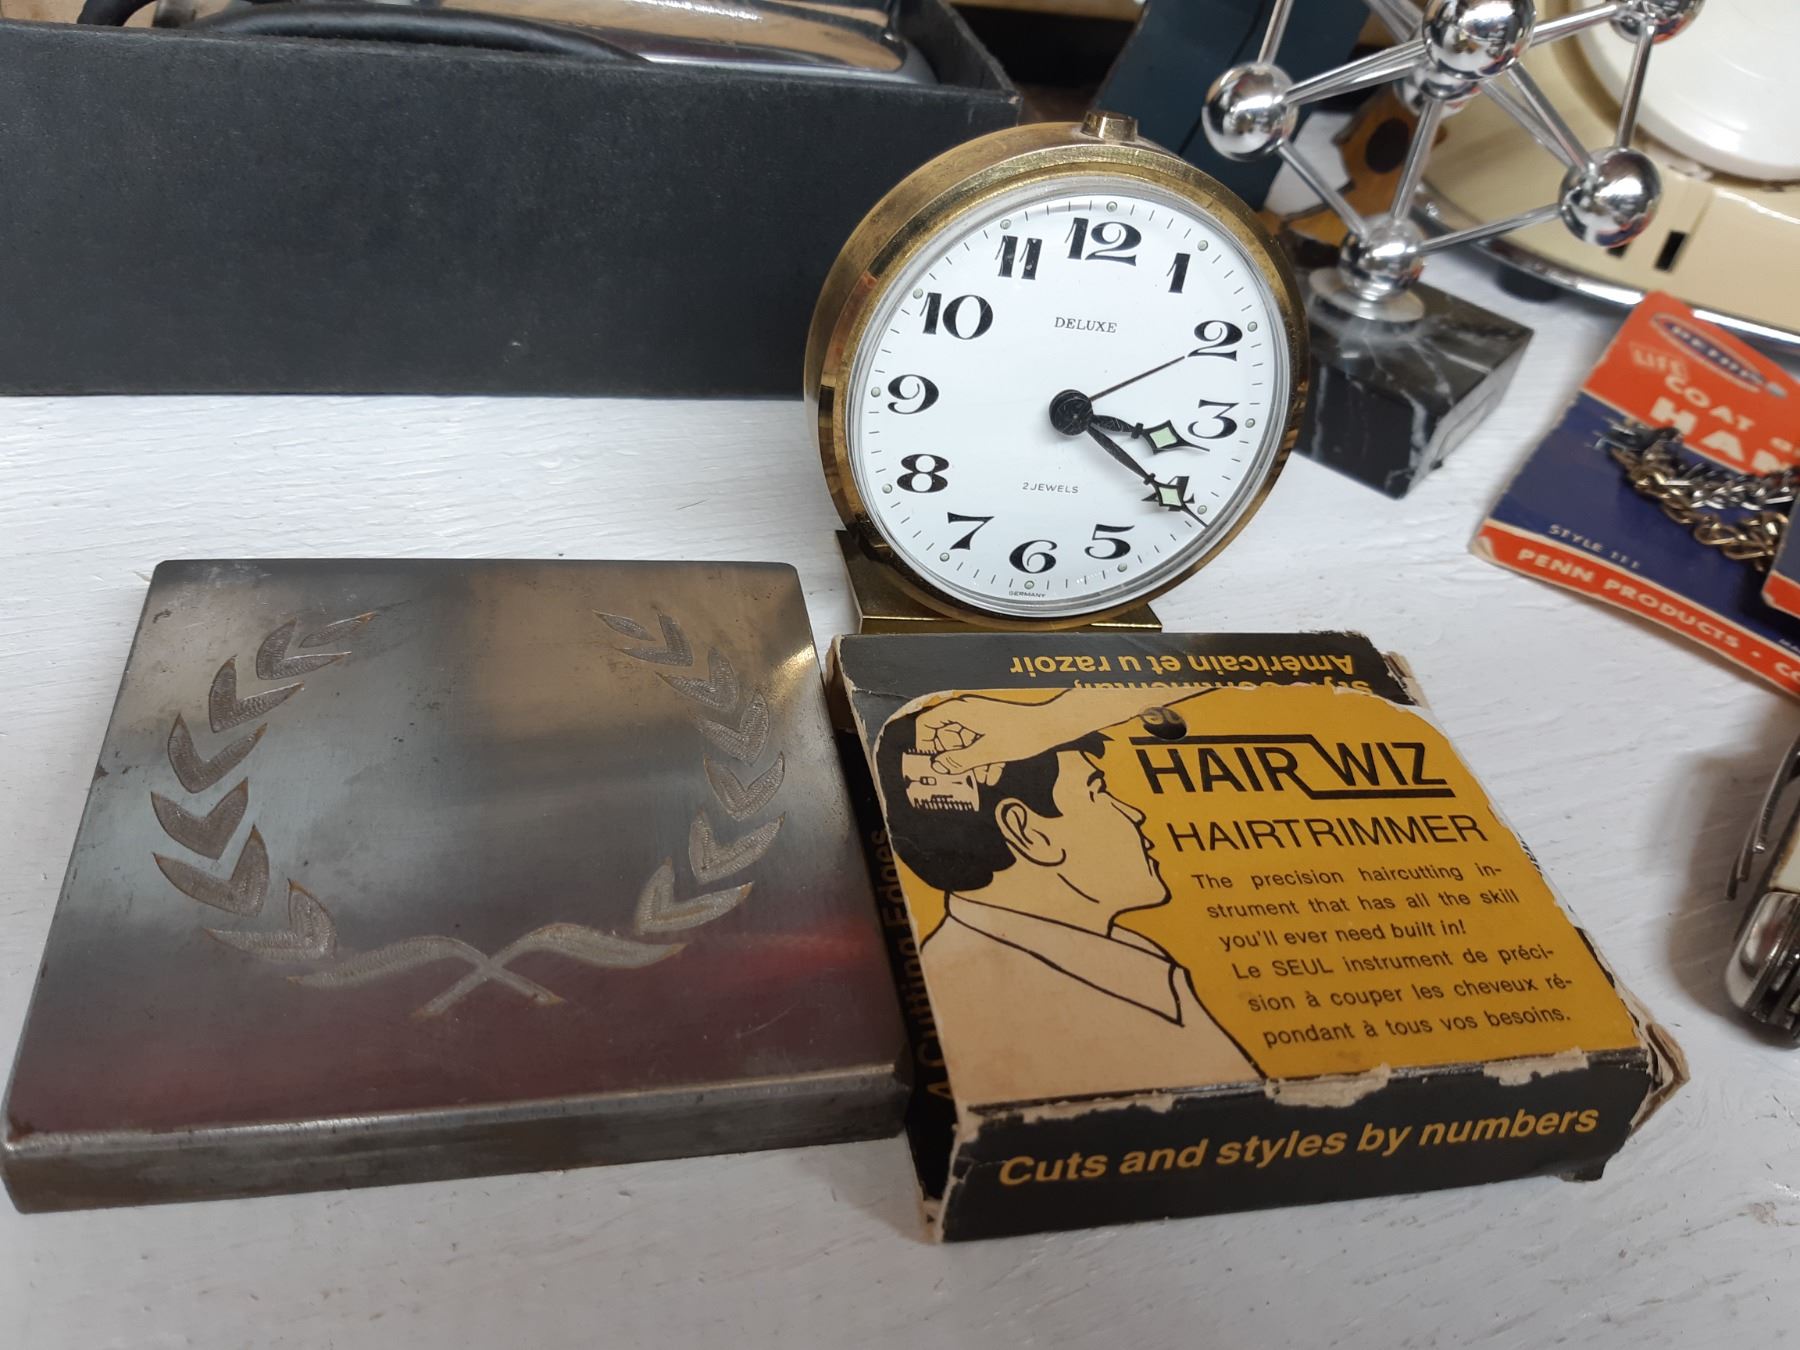 12
11
1
10
2
DELUXE
9
3
8
4
2 JEWELS
7
5
6
GERMANY
LIFE
COAT
STYLE 111
PENN PRODUCTS • CO
Américain et u razoir
HAIR WIZ
HAIRTRIMMER
The precision haircutting in-
strument that has all the skill
you'll ever need built in!
Le SEUL instrument de préci-
sion à couper les cheveux ré-
pondant à tous vos besoins.
Cuts and styles by numbers
A Cutting Edges